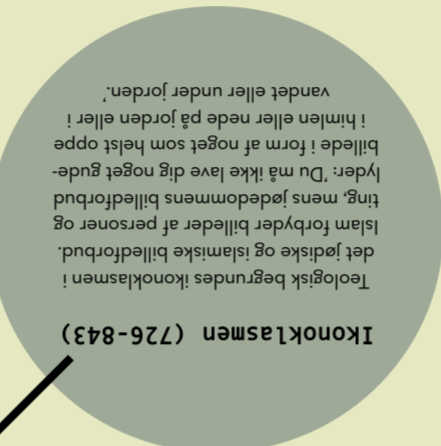 Ikonoklasmen (726-843)
Teologisk begrundes ikonoklasmen i
det jødiske og islamiske billedforbud.
Islam forbyder billeder af personer og
ting, mens jødedommens billedforbud
lyder: 'Du må ikke lave dig noget gude-
billede i form af noget som helst oppe
i himlen eller nede på jorden eller i
vandet eller under jorden.'